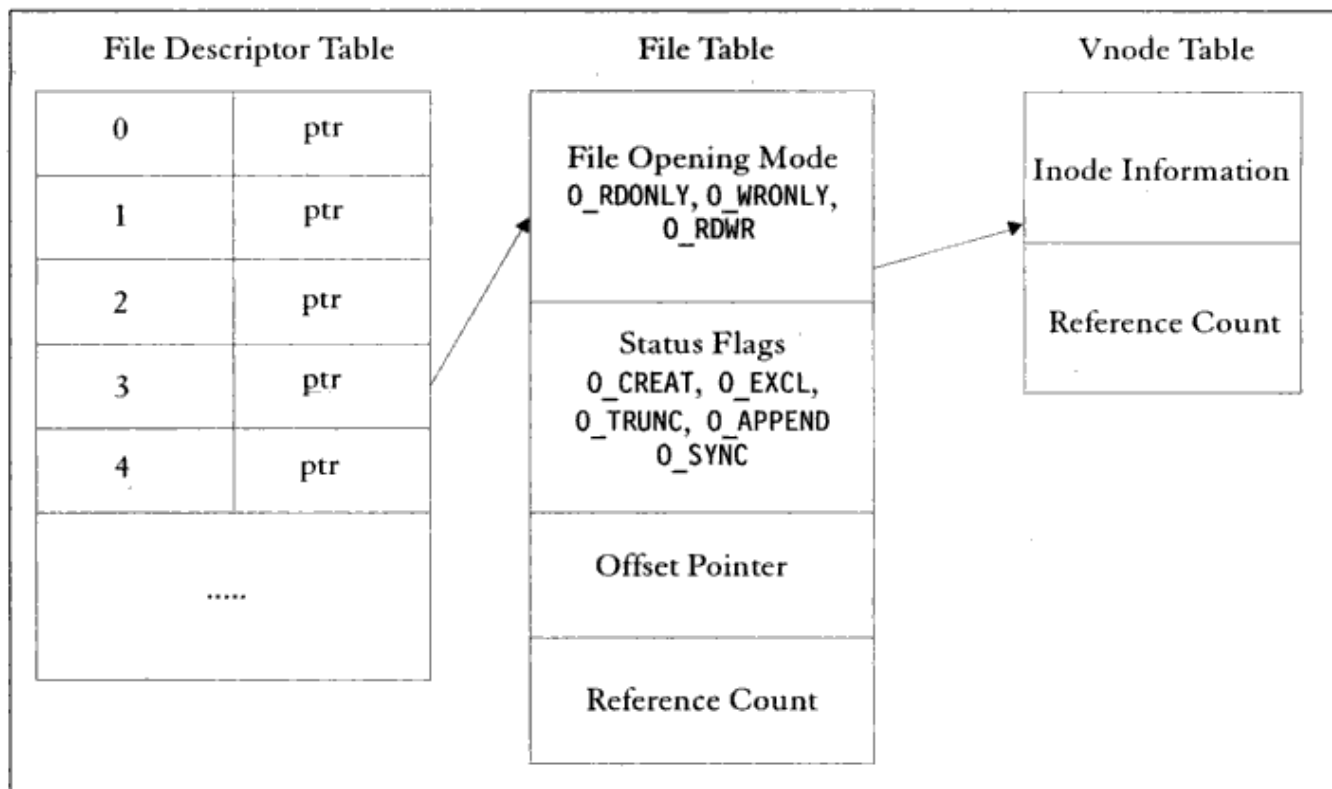 File Descriptor Table
0 ptr
1 ptr
2 ptr
3 ptr
4 ptr
.....
File Table
File Opening Mode
O_RDONLY, O_WRONLY,
O_RDWR
Status Flags
O_CREAT, O_EXCL,
O_TRUNC, O_APPEND
O_SYNC
Offset Pointer
Reference Count
Vnode Table
Inode Information
Reference Count